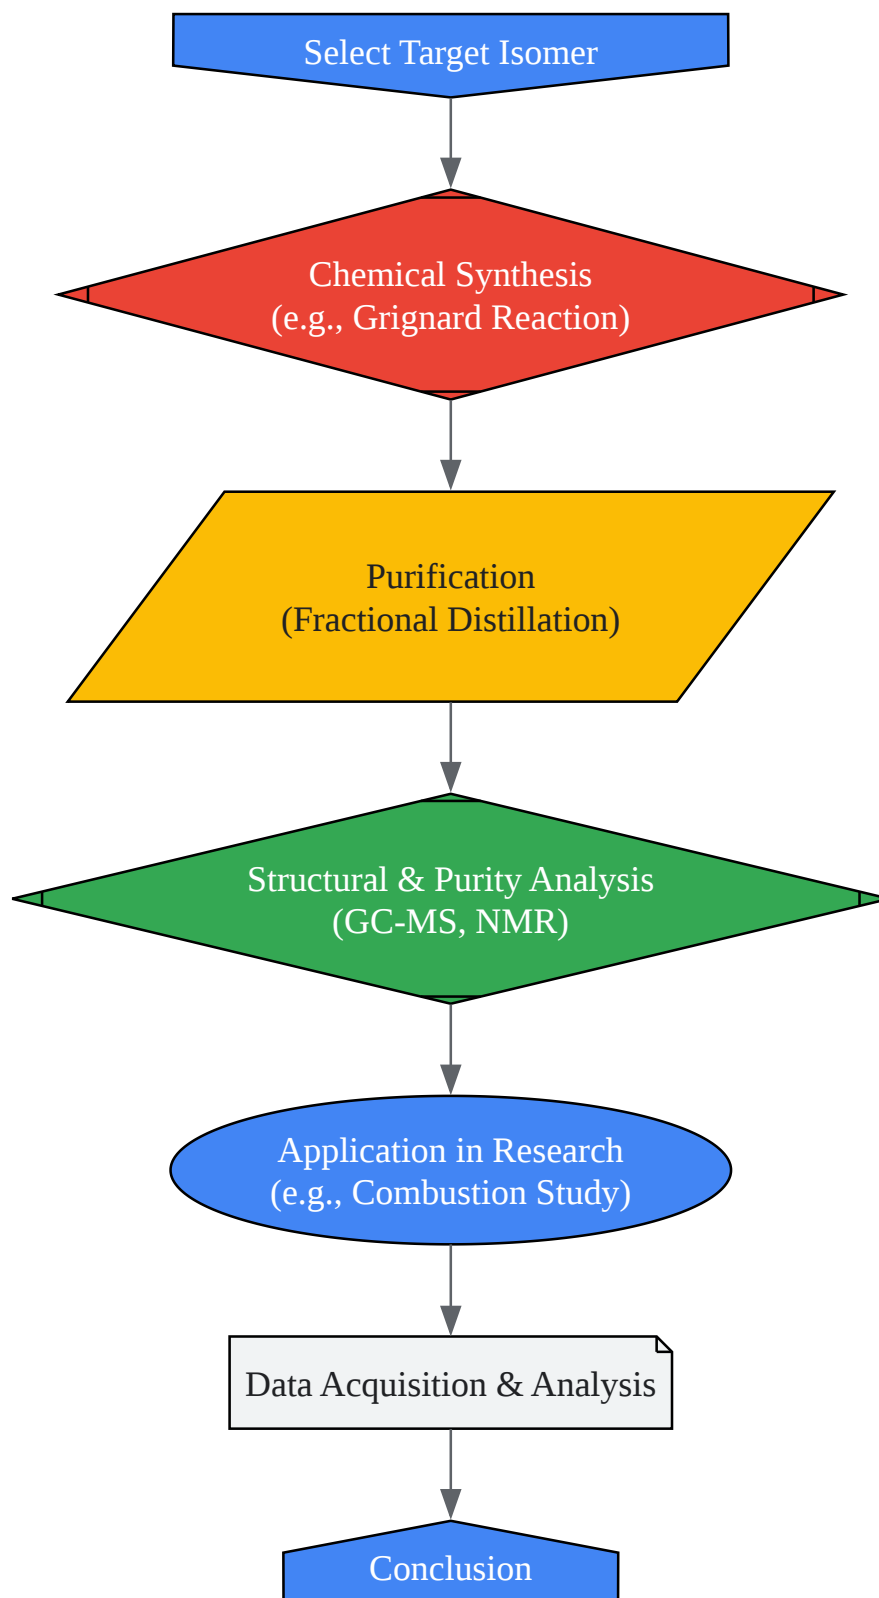 Select Target Isomer
Chemical Synthesis
(e.g., Grignard Reaction)
Purification
(Fractional Distillation)
Structural & Purity Analysis
(GC-MS, NMR)
Application in Research
(e.g., Combustion Study)
Data Acquisition & Analysis
Conclusion